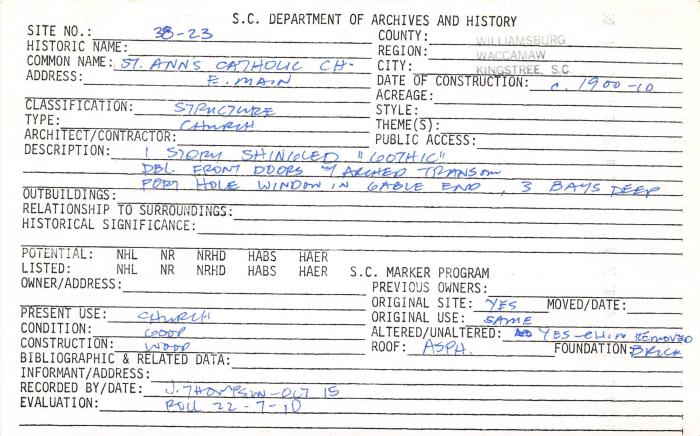 S.C. DEPARTMENT OF ARCHIVES AND HISTORY
SITE NO.: 38-23 COUNTY: WILLIAMSBURG
HISTORIC NAME: REGION: WACCAMAW
COMMON NAME: ST. ANNS CATHOLIC CH. CITY: KINGSTREE, S.C.
ADDRESS: E. MAIN DATE OF CONSTRUCTION: c. 1900-10
ACREAGE:
CLASSIFICATION: STRUCTURE STYLE:
TYPE: CHURCH THEME(S):
ARCHITECT/CONTRACTOR: PUBLIC ACCESS:
DESCRIPTION: 1 STORY SHINGLED "GOTHIC"
DBL. FRONT DOORS W/ ARCHED TRANSOM
PORT HOLE WINDOW IN GABLE END, 3 BAYS DEEP
OUTBUILDINGS:
RELATIONSHIP TO SURROUNDINGS:
HISTORICAL SIGNIFICANCE:
POTENTIAL: NHL NR NRHD HABS HAER
LISTED: NHL NR NRHD HABS HAER S.C. MARKER PROGRAM
OWNER/ADDRESS: PREVIOUS OWNERS:
ORIGINAL SITE: YES MOVED/DATE:
PRESENT USE: CHURCH ORIGINAL USE: SAME
CONDITION: GOOD ALTERED/UNALTERED: YES - CHIM REMOVED
CONSTRUCTION: WOOD ROOF: ASPH. FOUNDATION: BRICK
BIBLIOGRAPHIC & RELATED DATA:
INFORMANT/ADDRESS:
RECORDED BY/DATE: J. THOMPSON - OCT 15
EVALUATION: ROLL 22-7-10